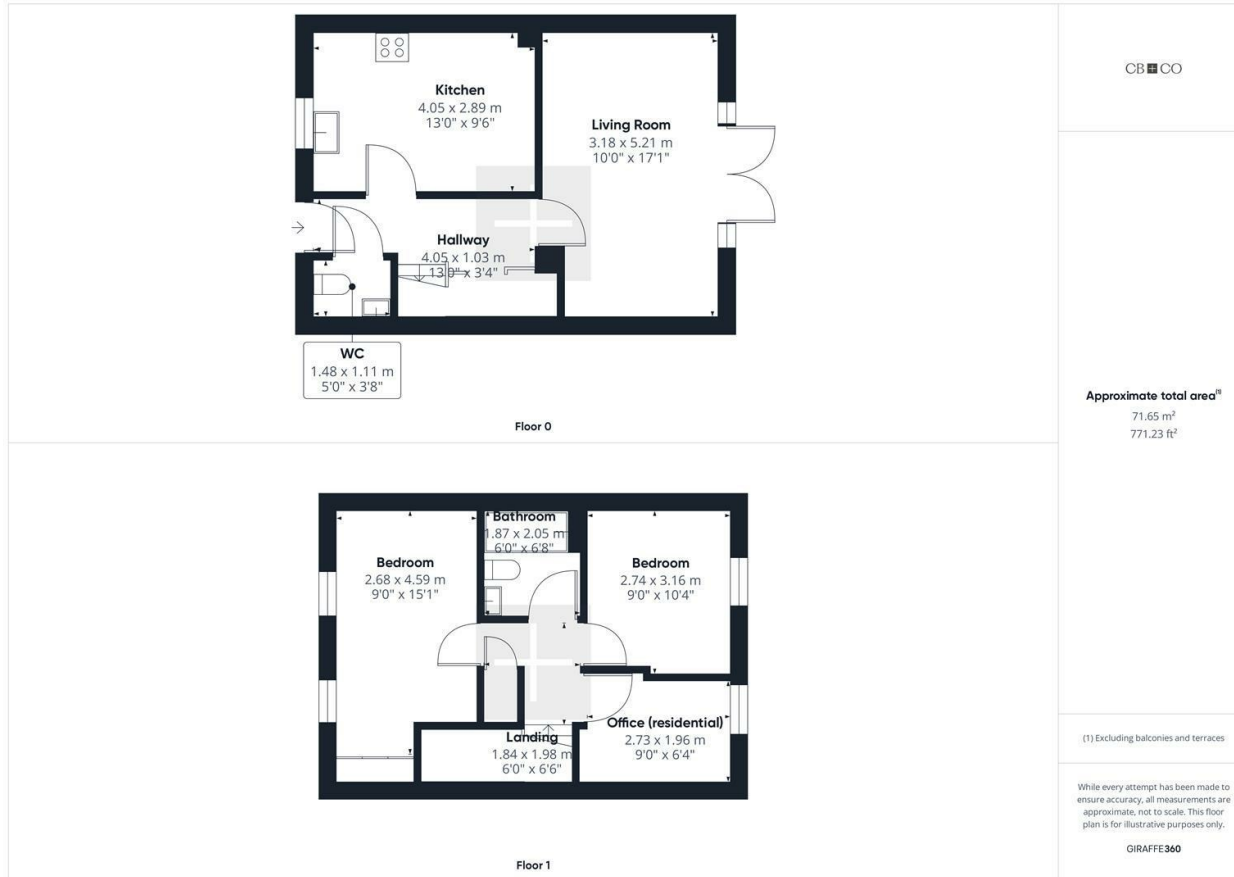 Kitchen
4.05 x 2.89 m
13'0" x 9'6"
Living Room
3.18 x 5.21 m
10'0" x 17'1"
Hallway
4.05 x 1.03 m
13'0" x 3'4"
WC
1.48 x 1.11 m
5'0" x 3'8"
Floor 0
Bathroom
1.87 x 2.05 m
6'0" x 6'8"
Bedroom
2.68 x 4.59 m
9'0" x 15'1"
Bedroom
2.74 x 3.16 m
9'0" x 10'4"
Landing
1.84 x 1.98 m
6'0" x 6'6"
Office (residential)
2.73 x 1.96 m
9'0" x 6'4"
Floor 1
CB+CO
Approximate total area⁽¹⁾
71.65 m²
771.23 ft²
(1) Excluding balconies and terraces
While every attempt has been made to
ensure accuracy, all measurements are
approximate, not to scale. This floor
plan is for illustrative purposes only.
GIRAFFE360